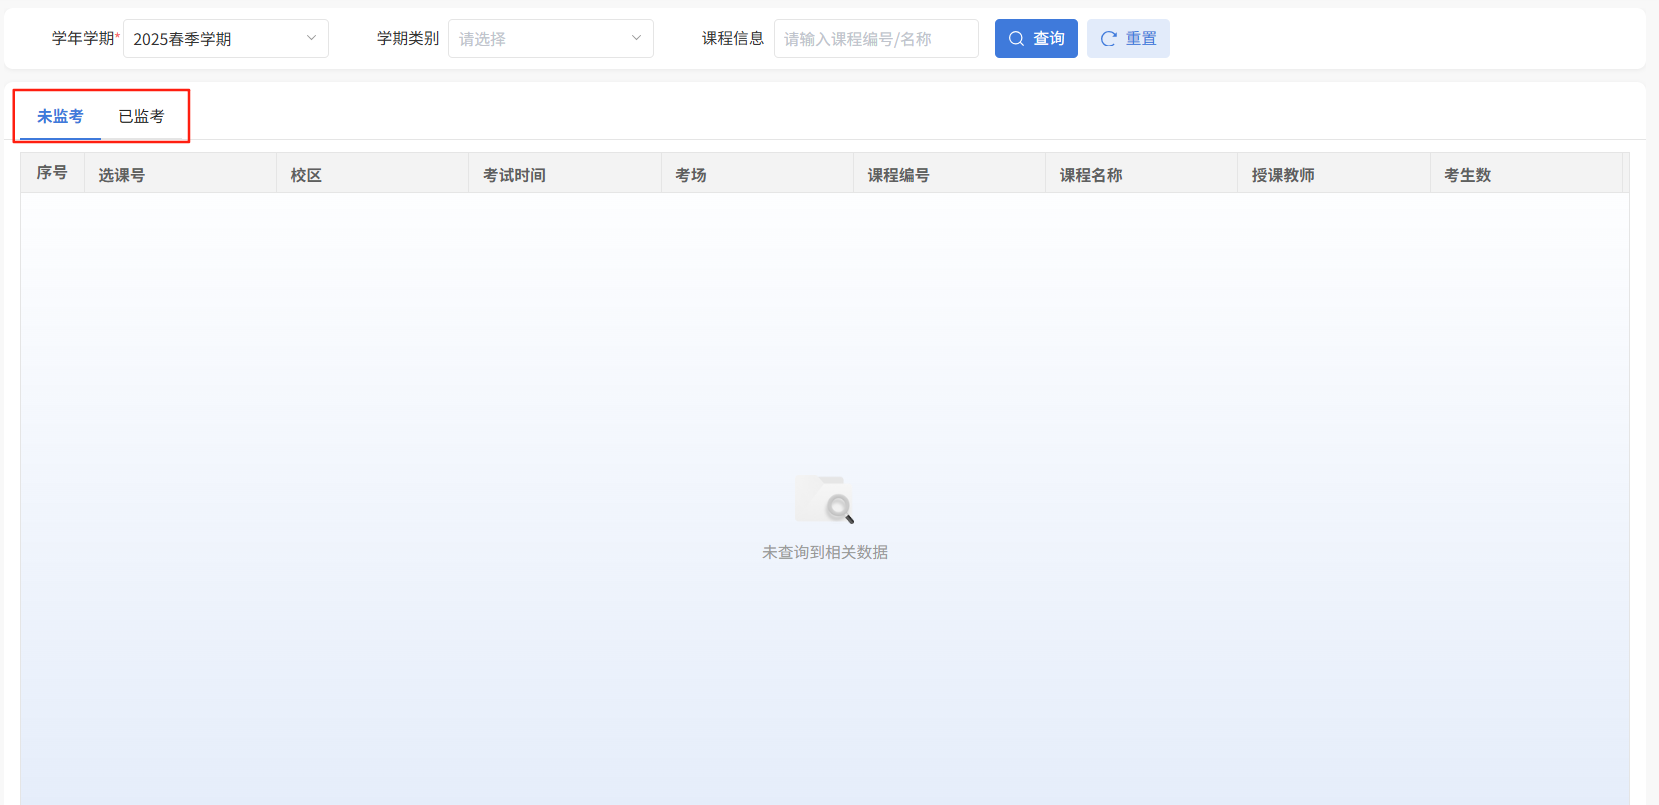 学年学期* 2025春季学期 学期类别 请选择 课程信息 请输入课程编号/名称 查询 重置
未监考 已监考
序号 选课号 校区 考试时间 考场 课程编号 课程名称 授课教师 考生数
未查询到相关数据